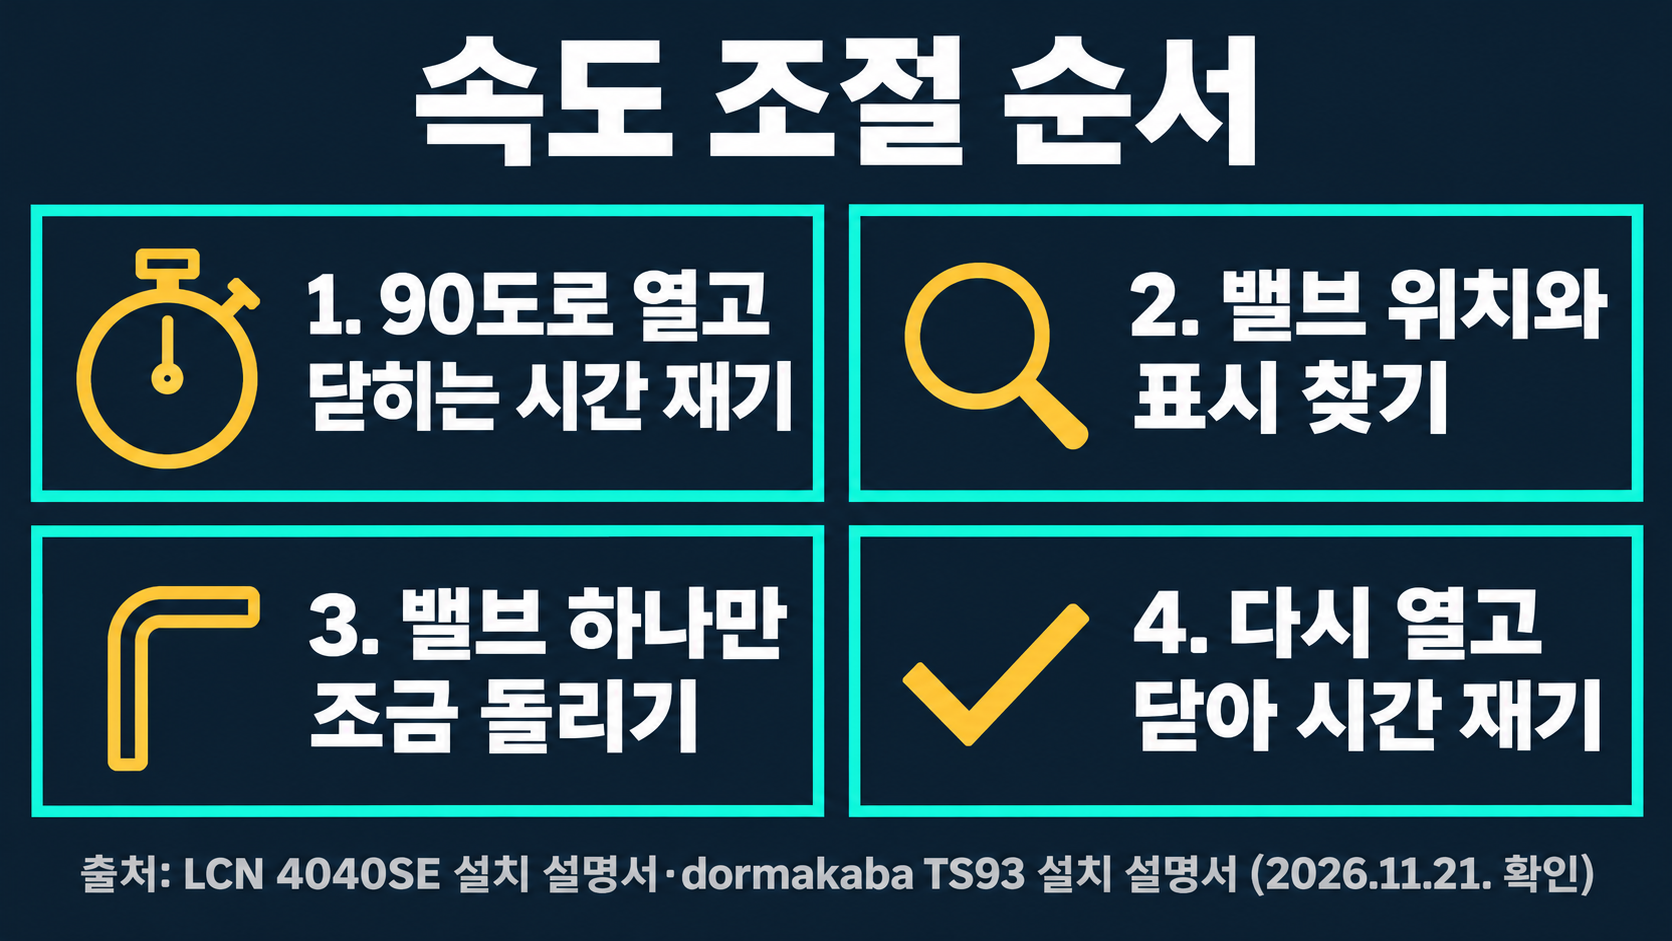 속도 조절 순서
1. 90도로 열고
닫히는 시간 재기
2. 밸브 위치와
표시 찾기
3. 밸브 하나만
조금 돌리기
4. 다시 열고
닫아 시간 재기
출처: LCN 4040SE 설치 설명서·dormakaba TS93 설치 설명서 (2026.11.21. 확인)